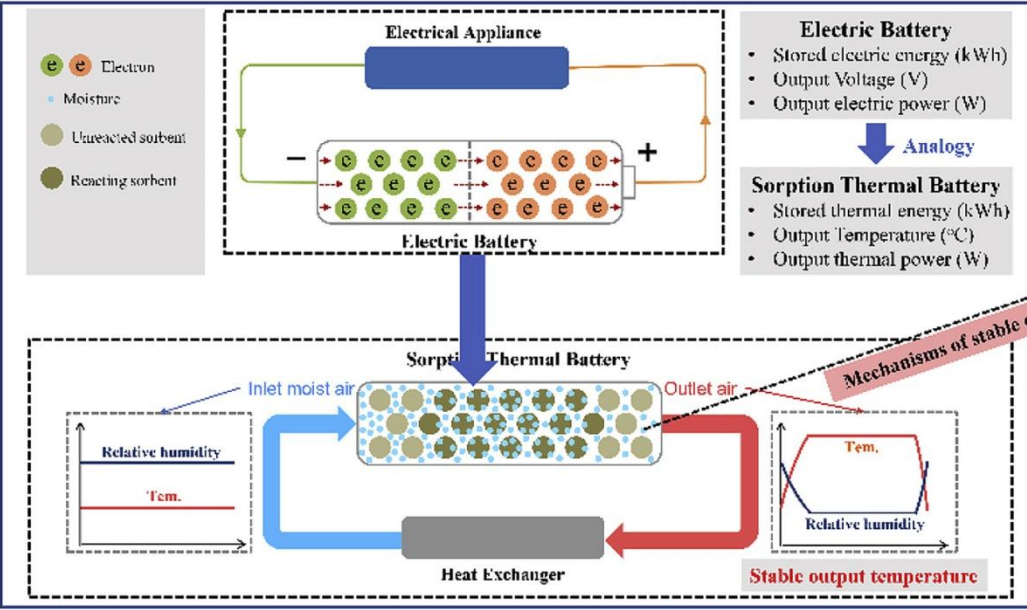 Electron
Moisture
Unreacted sorbent
Reacting sorbent
Electrical Appliance
−
+
e e
e e e e e e e e
e e e e e e
e e e e e e e e
Electric Battery
Electric Battery
• Stored electric energy (kWh)
• Output Voltage (V)
• Output electric power (W)
Analogy
Sorption Thermal Battery
• Stored thermal energy (kWh)
• Output Temperature (°C)
• Output thermal power (W)
Mechanisms of stable
Thermal Battery
Inlet moist air
Outlet air
Relative humidity
Tem.
Tem.
Relative humidity
Heat Exchanger
Stable output temperature